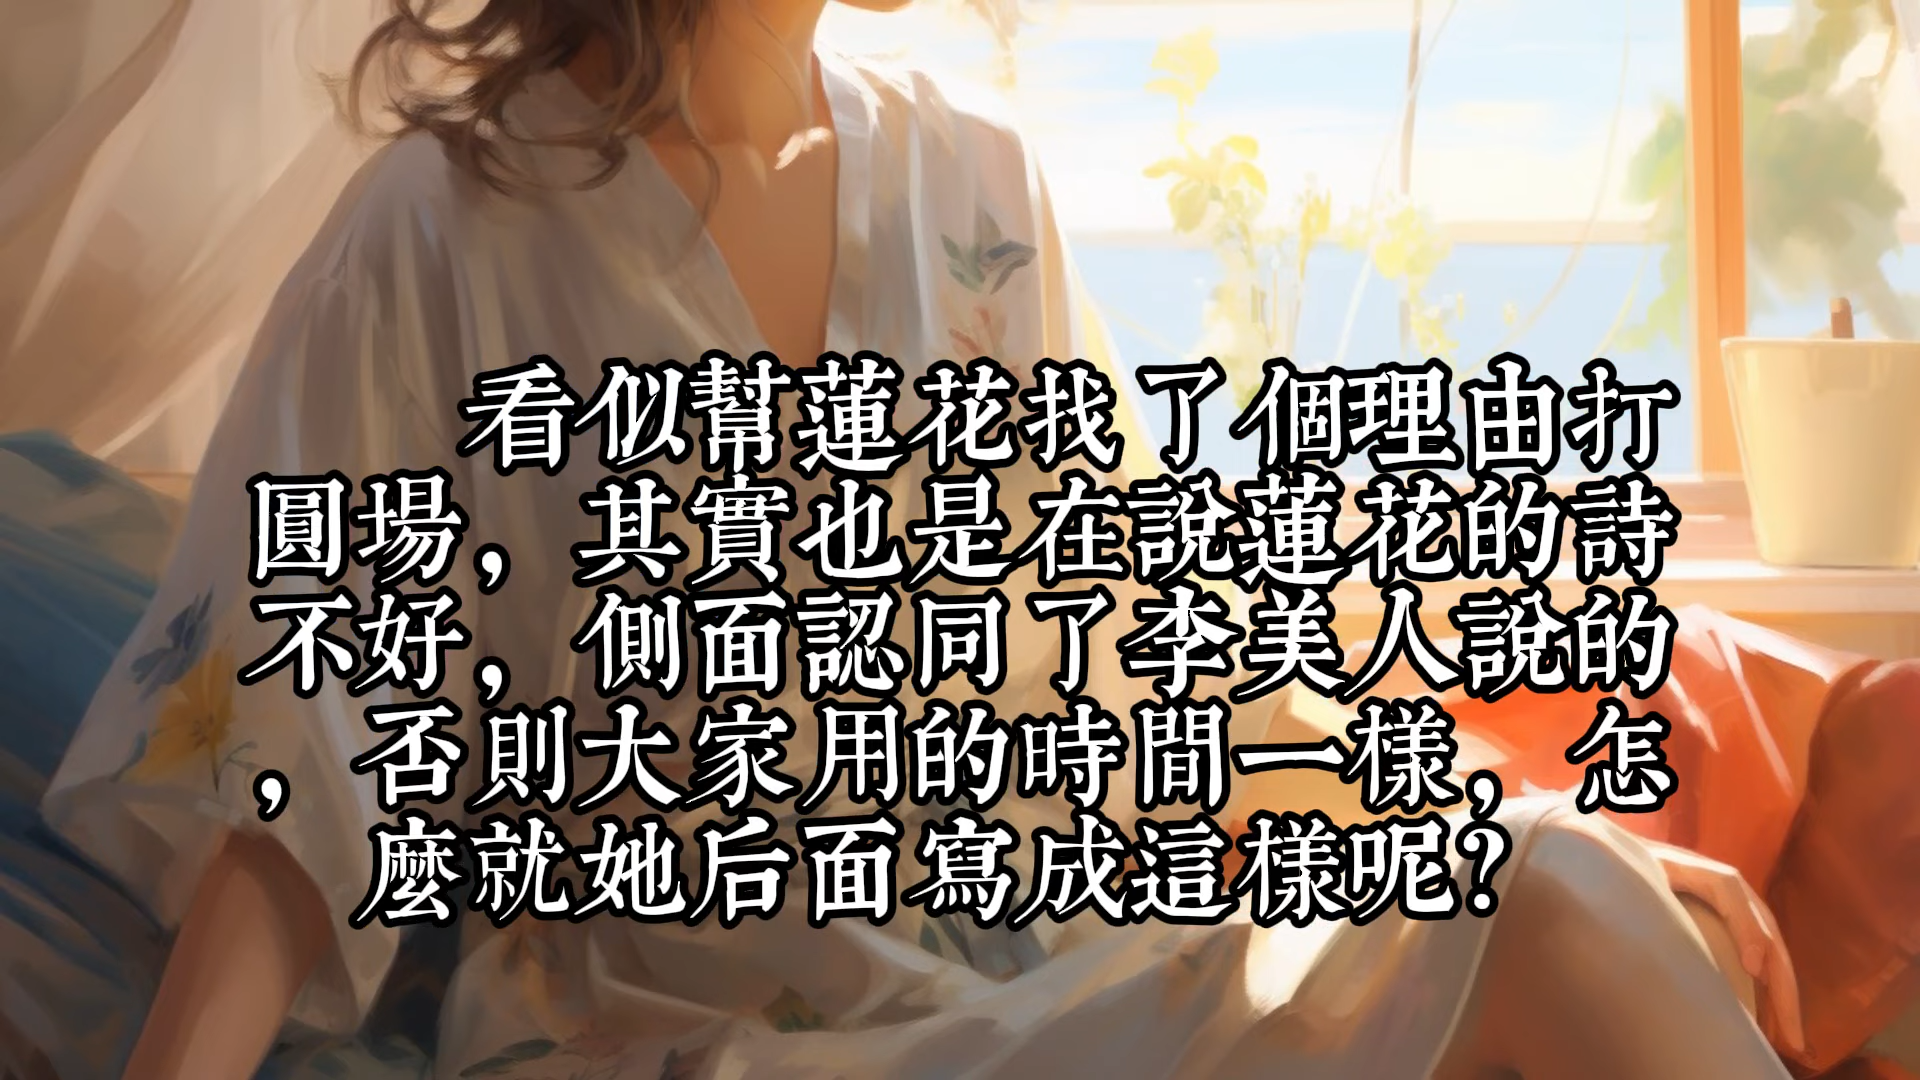 看似幫蓮花找了個理由打
圓場，其實也是在說蓮花的詩
不好，側面認同了李美人說的
，否則大家用的時間一樣，怎
麼就她后面寫成這樣呢？